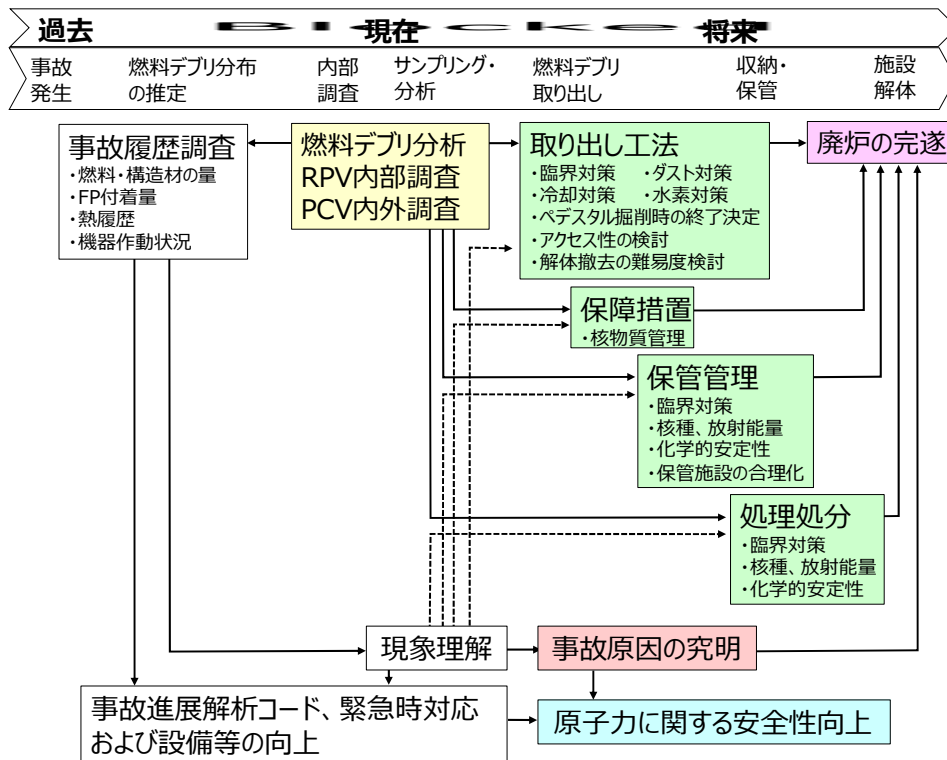 過去
現在
将来
事故
発生
燃料デブリ分布
の推定
内部
調査
サンプリング・
分析
燃料デブリ
取り出し
収納・
保管
施設
解体
事故履歴調査
・燃料・構造材の量
・FP付着量
・熱履歴
・機器作動状況
燃料デブリ分析
RPV内部調査
PCV内外調査
取り出し工法
・臨界対策 ・ダスト対策
・冷却対策 ・水素対策
・ペデスタル掘削時の終了決定
・アクセス性の検討
・解体撤去の難易度検討
廃炉の完遂
保障措置
・核物質管理
保管管理
・臨界対策
・核種、放射能量
・化学的安定性
・保管施設の合理化
処理処分
・臨界対策
・核種、放射能量
・化学的安定性
現象理解
事故原因の究明
事故進展解析コード、緊急時対応
および設備等の向上
原子力に関する安全性向上